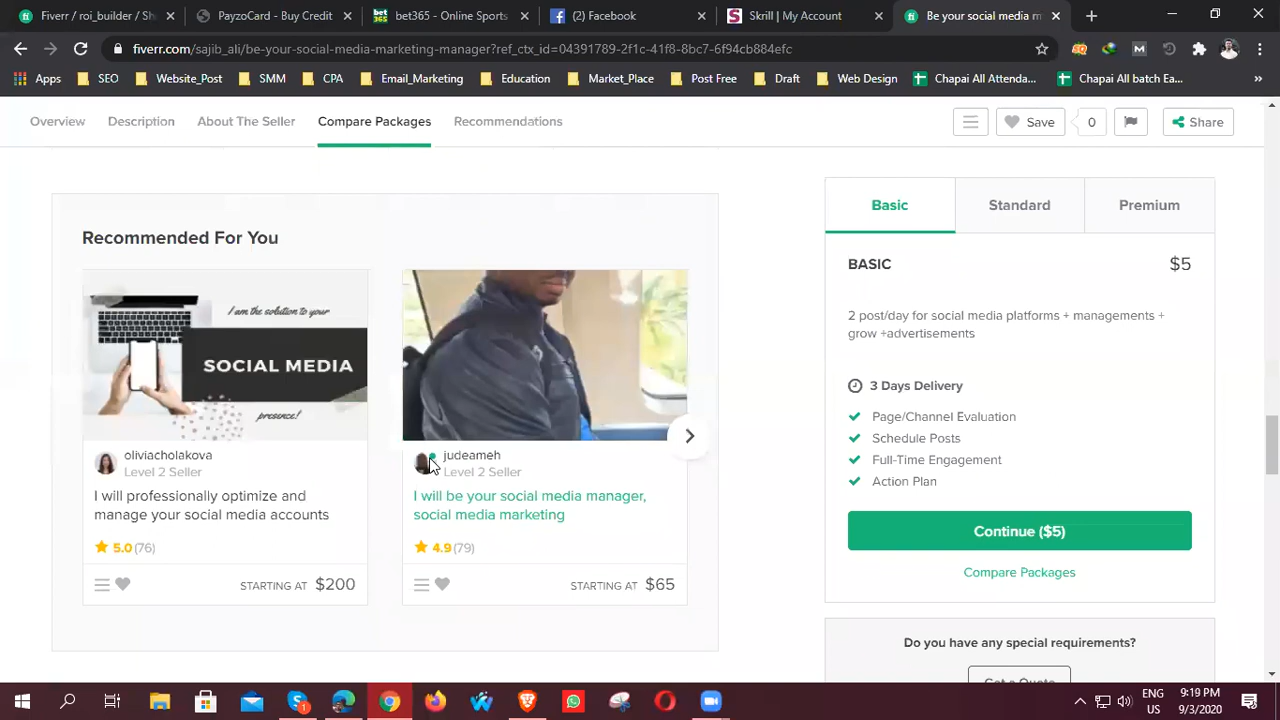 Fiver / rou / Sh
PayzoCard - Buy Credit
bet365 - Online Sports
(2) Facebook
Skrill | My Account
Be your social media mark
fiverr.com/sajib_ali/be-your-social-media-marketing-manager?ref_ctx_id=04391789-2f1c-41f8-8bc7-6f94cb884efc
Apps SEO Website_Post SMM CPA Email_Marketing Education Market_Place Post Free Draft Web Design Chapai All Attenda... Chapai All batch Ea... »
Overview Description About The Seller Compare Packages Recommendations Save 0 Share
Recommended For You
I am the solution to your
SOCIAL MEDIA
presence!
oliviacholakova
Level 2 Seller
I will professionally optimize and
manage your social media accounts
5.0 (76)
STARTING AT $200
judeameh
Level 2 Seller
I will be your social media manager,
social media marketing
4.9 (79)
STARTING AT $65
Basic Standard Premium
BASIC $5
2 post/day for social media platforms + managements +
grow +advertisements
3 Days Delivery
Page/Channel Evaluation
Schedule Posts
Full-Time Engagement
Action Plan
Continue ($5)
Compare Packages
Do you have any special requirements?
Get a Quote
ENG
US
9:19 PM
9/3/2020